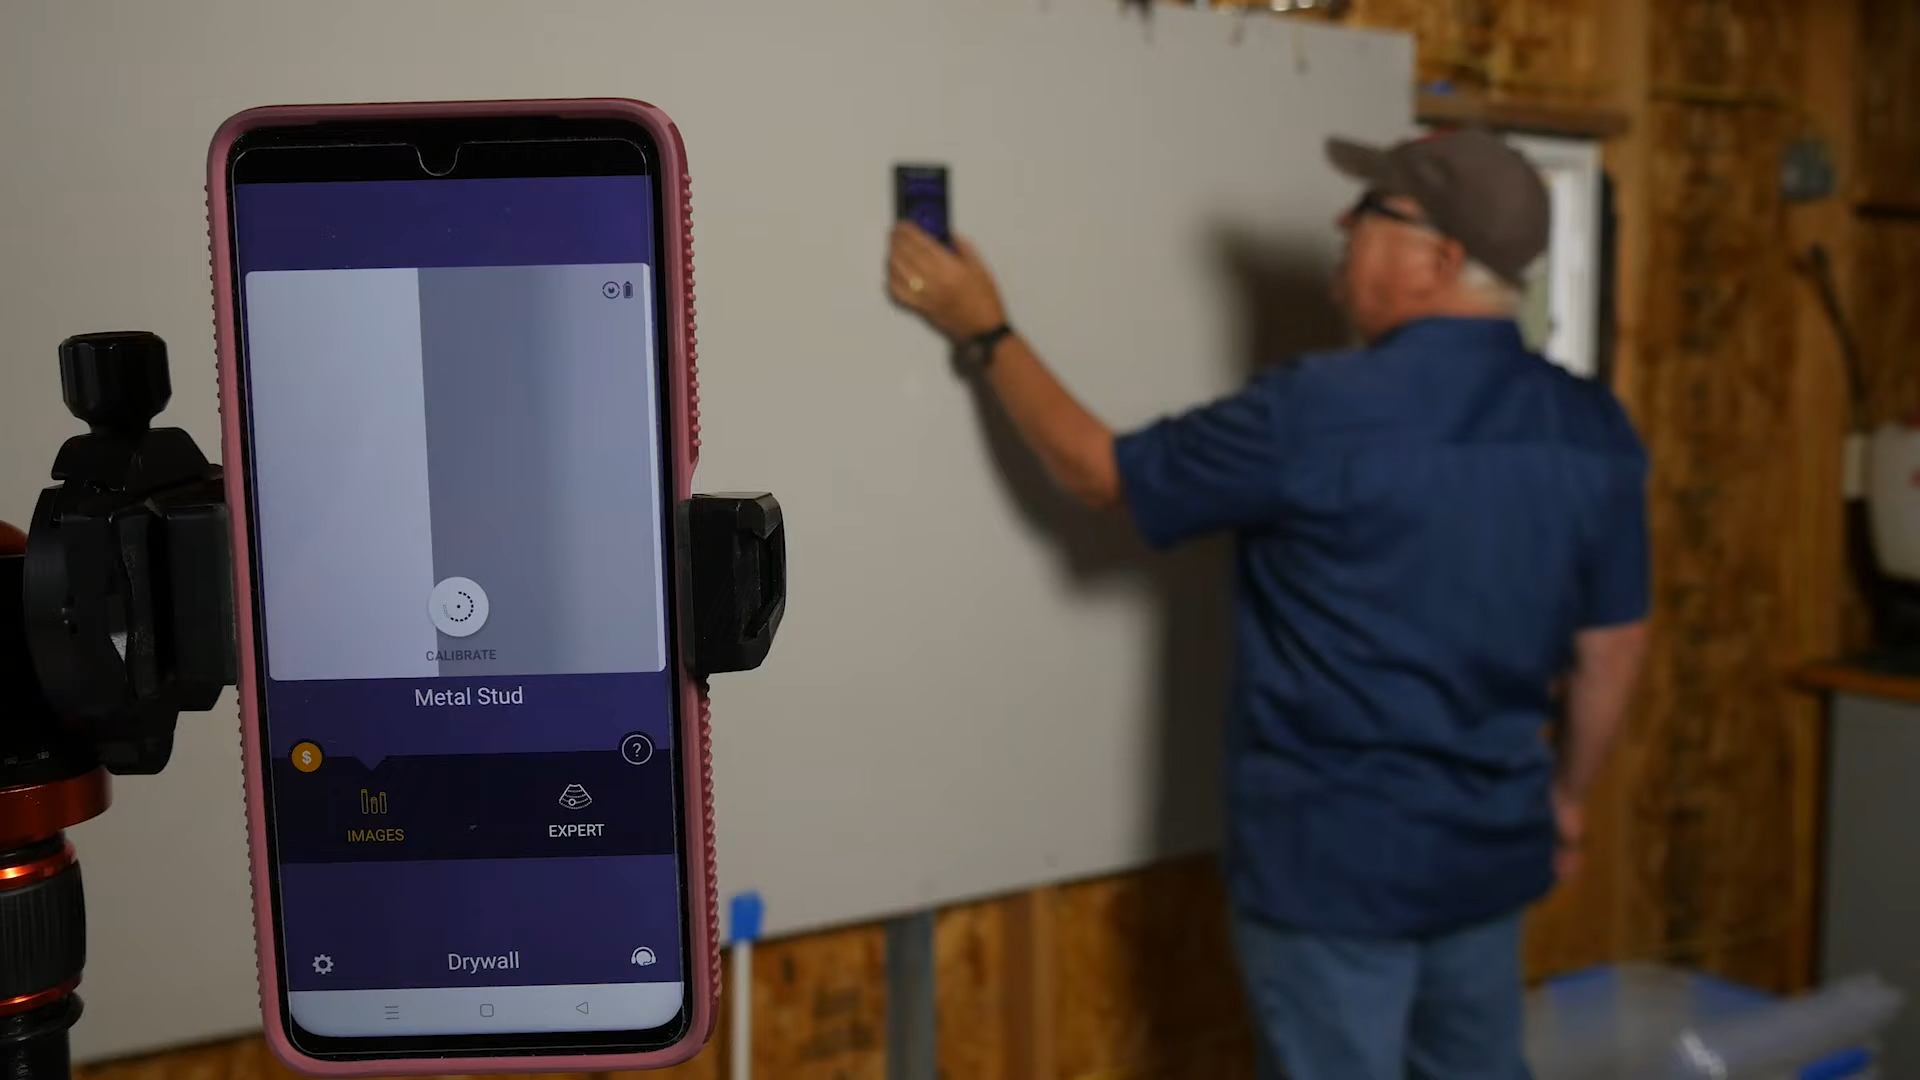 CALIBRATE
Metal Stud
$
?
IMAGES
EXPERT
Drywall